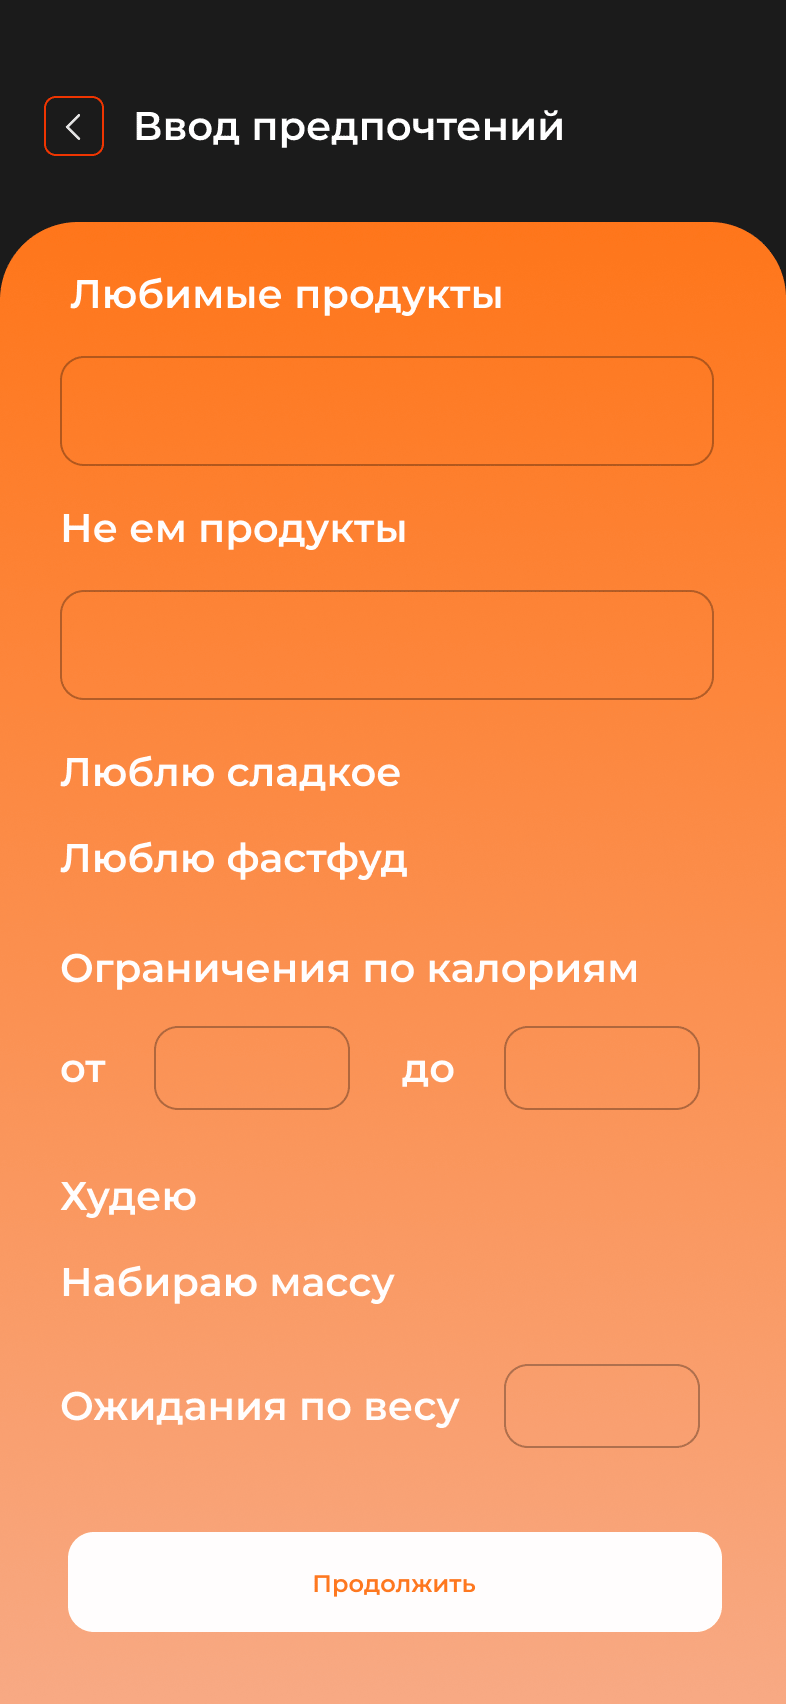 Ввод предпочтений
Любимые продукты
Не ем продукты
Люблю сладкое
Люблю фастфуд
Ограничения по калориям
от до
Худею
Набираю массу
Ожидания по весу
Продолжить